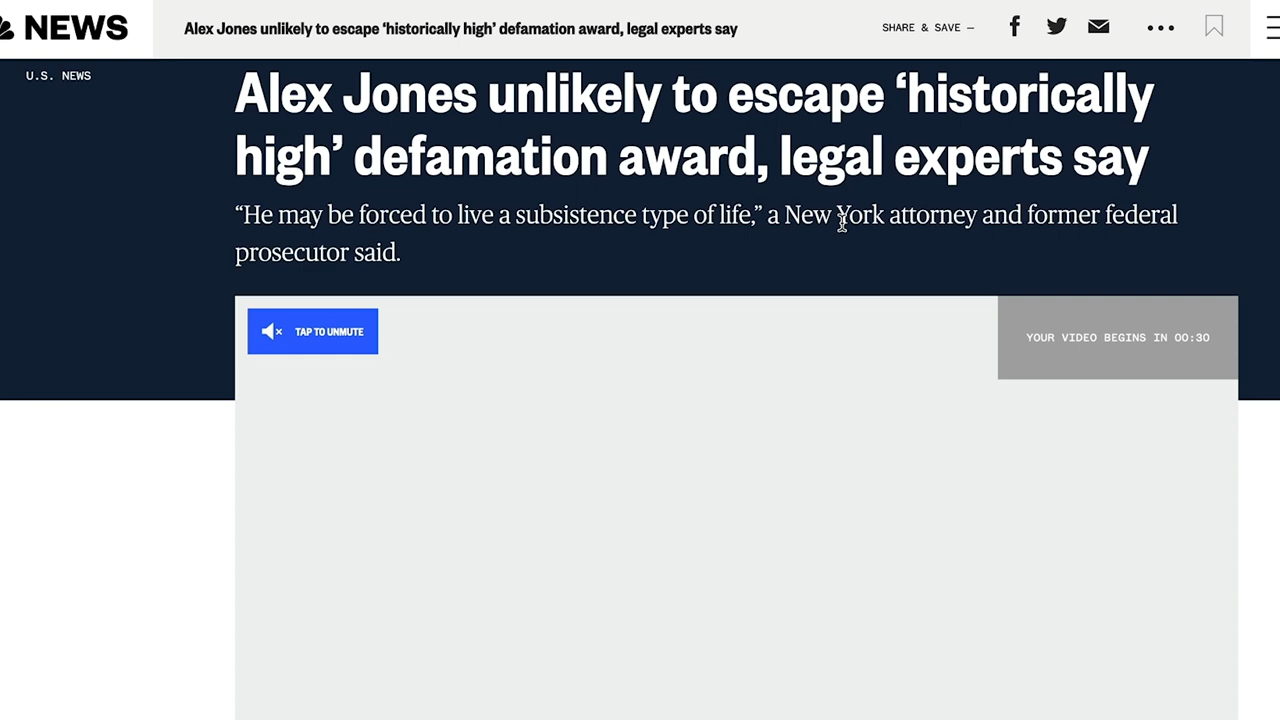 NEWS
Alex Jones unlikely to escape ‘historically high’ defamation award, legal experts say
SHARE & SAVE —
U.S. NEWS
Alex Jones unlikely to escape ‘historically
high’ defamation award, legal experts say
“He may be forced to live a subsistence type of life,” a New York attorney and former federal
prosecutor said.
TAP TO UNMUTE
YOUR VIDEO BEGINS IN 00:30